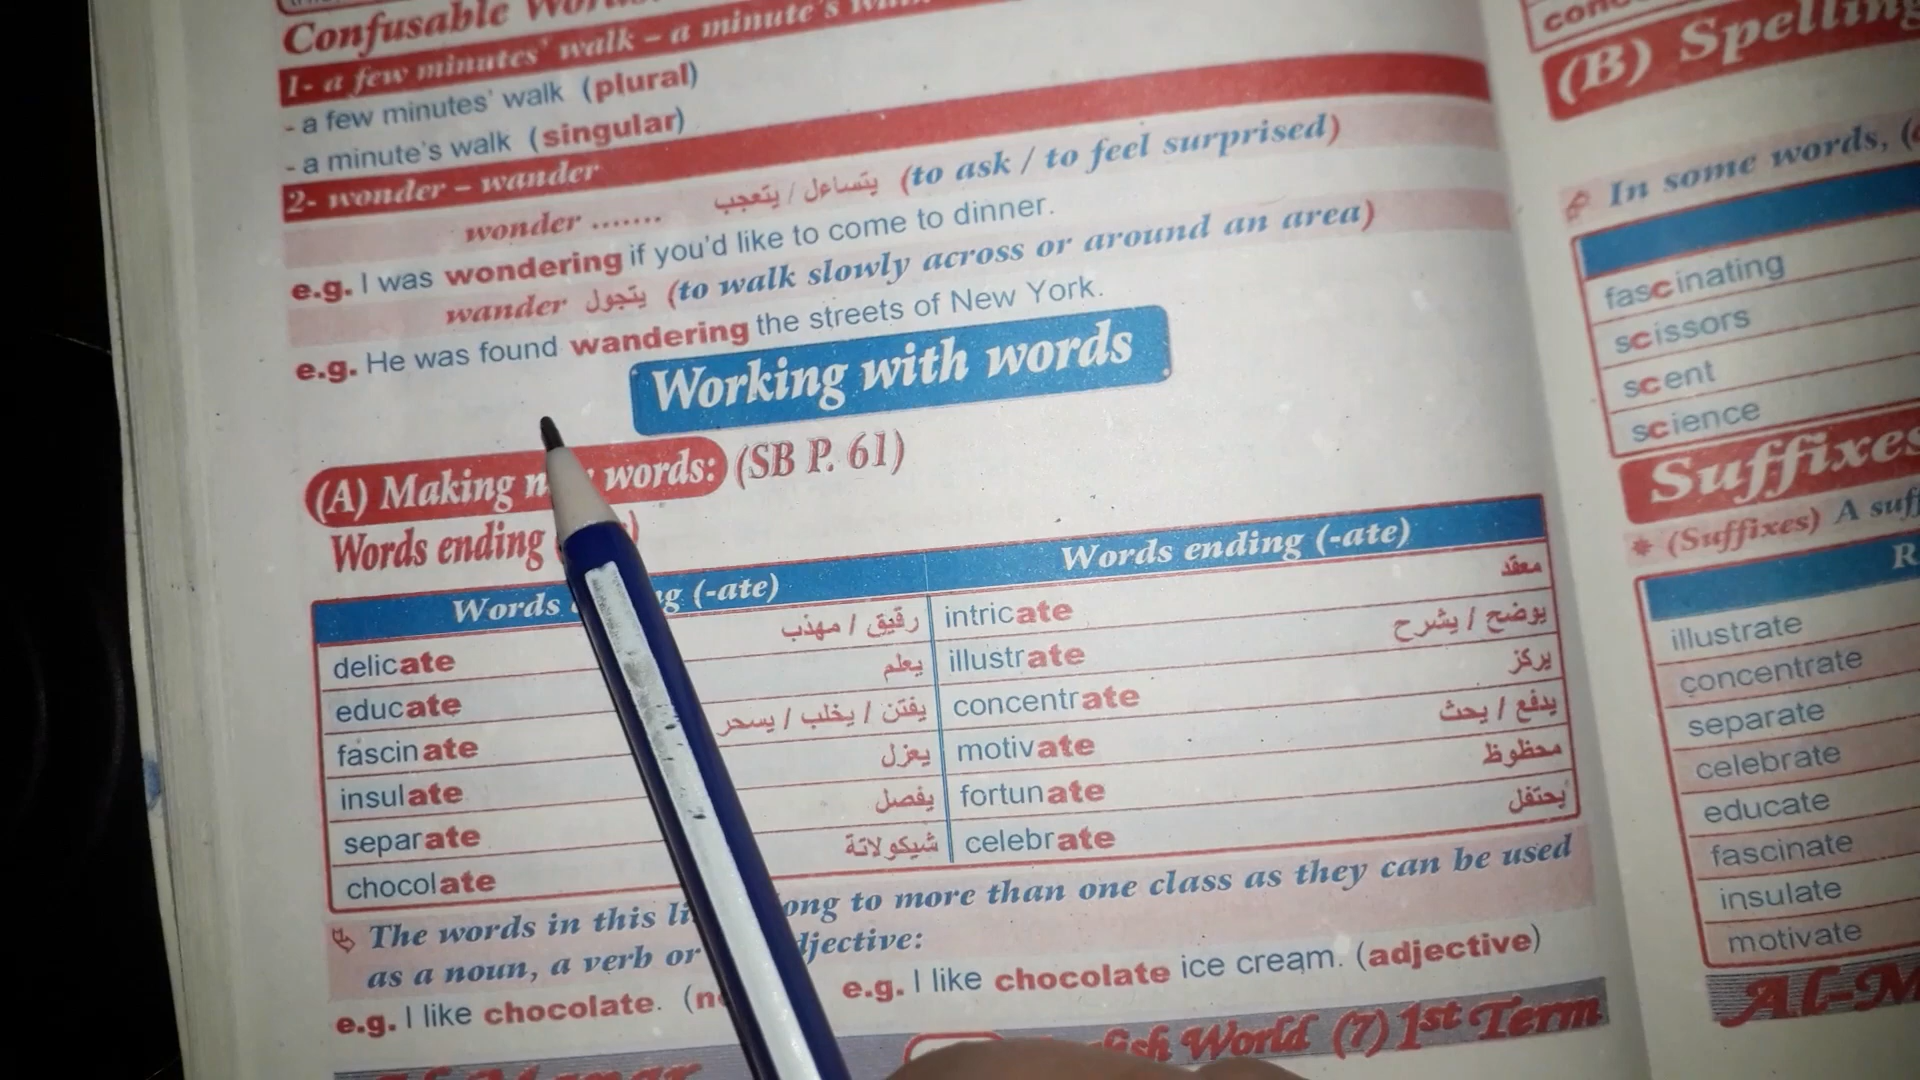 Confusable
1- a few minutes' walk – a minute's walk
- a few minutes' walk (plural)
- a minute's walk (singular)
2- wonder – wander
wonder ....... يتساءل / يتعجب (to ask / to feel surprised)
e.g. I was wondering if you'd like to come to dinner.
wander يتجول (to walk slowly across or around an area)
e.g. He was found wandering the streets of New York.
Working with words
(A) Making words: (SB P. 61)
Words ending
Words (-ate) Words ending (-ate)
delicate رقيق / مهذب intricate معقد
educate يعلم illustrate يوضح / يشرح
fascinate يفتن / يخلب / يسحر concentrate يركز
insulate يعزل motivate يدفع / يحث
separate يفصل fortunate محظوظ
chocolate شيكولاتة celebrate يحتفل
The words in this to more than one class as they can be used
as a noun, a verb or
e.g. I like chocolate. e.g. I like chocolate ice cream. (adjective)
World (7) 1st Term
(B)
In some words,
fascinating
scissors
scent
science
Suffixes
* (Suffixes) A
illustrate
concentrate
separate
celebrate
educate
fascinate
insulate
motivate